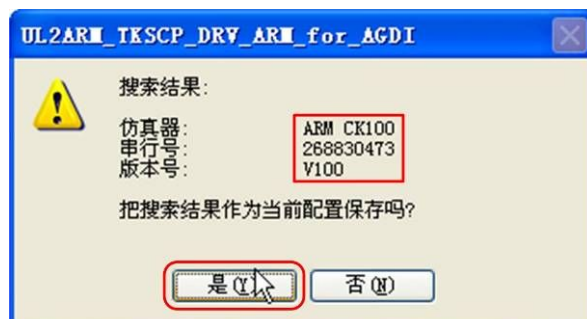 UL2ARM_TKSCP_DRV_ARM_for_AGDI
搜索结果:
仿真器: ARM CK100
串行号: 268830473
版本号: V100
把搜索结果作为当前配置保存吗?
是(Y) 否(N)